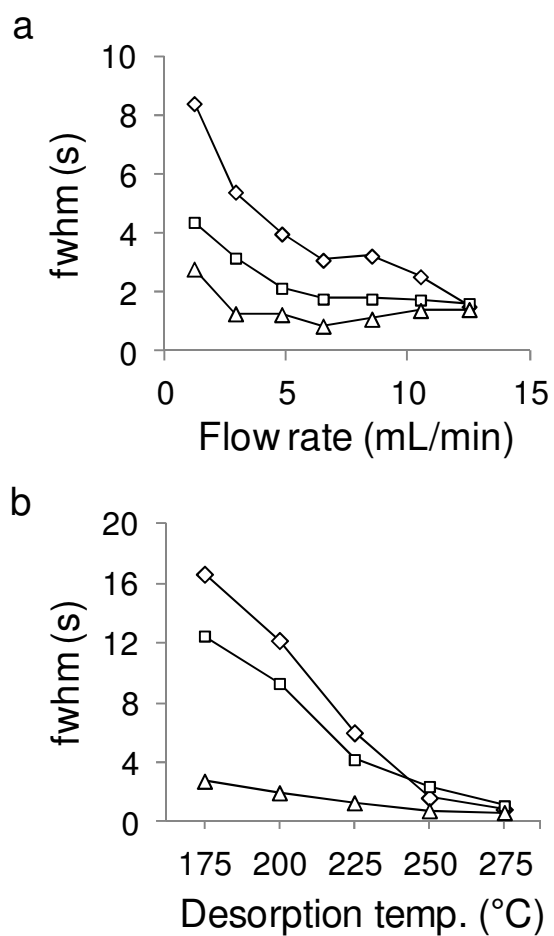 a
10
8
6
4
2
0
fwhm (s)
0 5 10 15
Flow rate (mL/min)
b
20
16
12
8
4
0
fwhm (s)
175 200 225 250 275
Desorption temp. (°C)